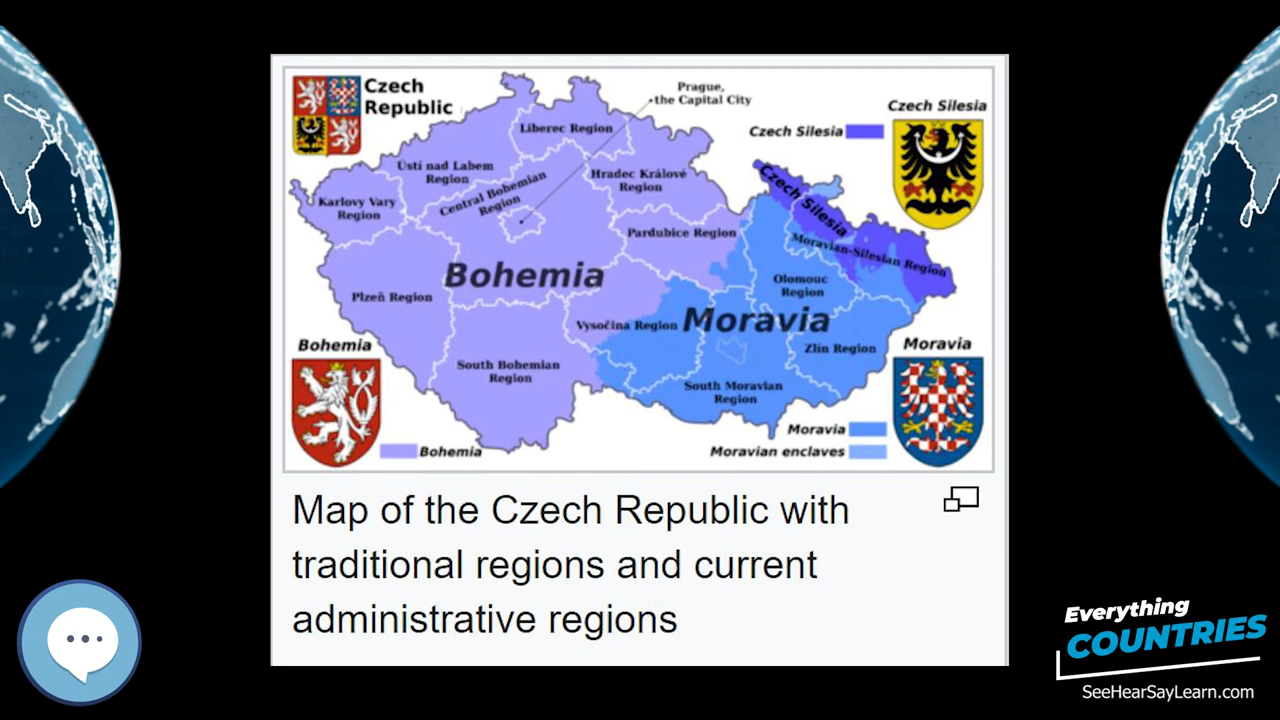 Czech
Republic
Prague,
the Capital City
Czech Silesia
Czech Silesia
Liberec Region
Ústí nad Labem
Region
Central Bohemian
Region
Hradec Králové
Region
Karlovy Vary
Region
Czech Silesia
Pardubice Region
Moravian-Silesian Region
Bohemia
Olomouc
Region
Plzeň Region
Vysočina Region
Moravia
Zlín Region
Bohemia
Moravia
South Bohemian
Region
South Moravian
Region
Moravia
Bohemia
Moravian enclaves
Map of the Czech Republic with
traditional regions and current
administrative regions
Everything
COUNTRIES
SeeHearSayLearn.com